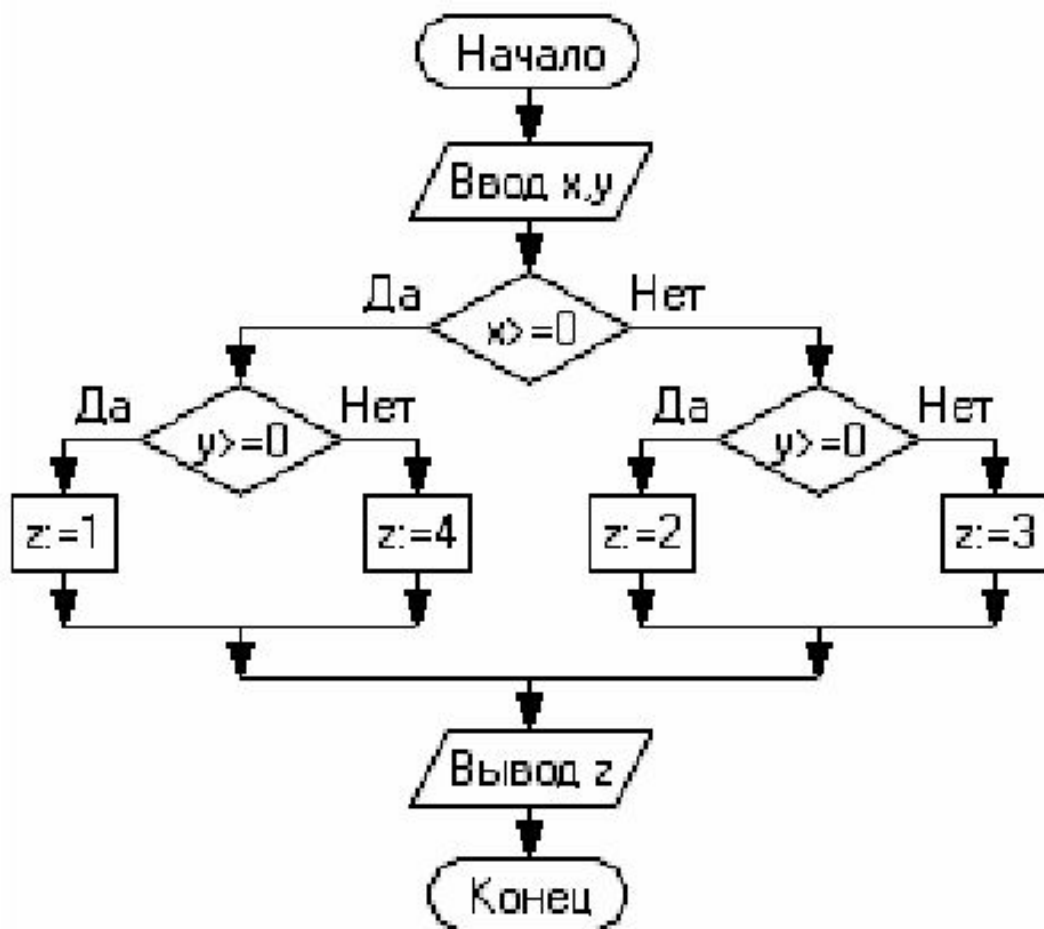 Начало
Ввод x,y
Да
Нет
x>=0
Да
Нет
Да
Нет
y>=0
y>=0
z:=1
z:=4
z:=2
z:=3
Вывод z
Конец